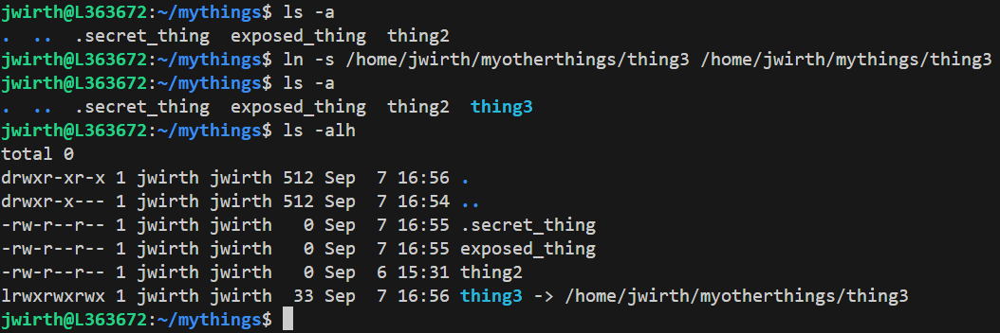 jwirth@L363672:~/mythings$ ls -a
.  ..  .secret_thing  exposed_thing  thing2
jwirth@L363672:~/mythings$ ln -s /home/jwirth/myotherthings/thing3 /home/jwirth/mythings/thing3
jwirth@L363672:~/mythings$ ls -a
.  ..  .secret_thing  exposed_thing  thing2  thing3
jwirth@L363672:~/mythings$ ls -alh
total 0
drwxr-xr-x 1 jwirth jwirth 512 Sep  7 16:56 .
drwxr-x--- 1 jwirth jwirth 512 Sep  7 16:54 ..
-rw-r--r-- 1 jwirth jwirth   0 Sep  7 16:55 .secret_thing
-rw-r--r-- 1 jwirth jwirth   0 Sep  7 16:55 exposed_thing
-rw-r--r-- 1 jwirth jwirth   0 Sep  6 15:31 thing2
lrwxrwxrwx 1 jwirth jwirth  33 Sep  7 16:56 thing3 -> /home/jwirth/myotherthings/thing3
jwirth@L363672:~/mythings$